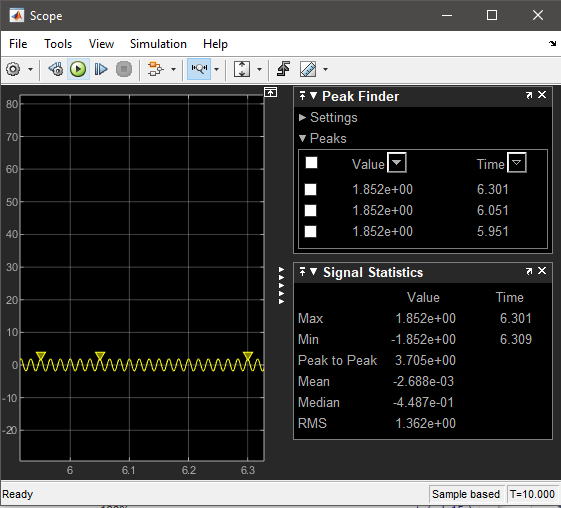 Scope
File Tools View Simulation Help
Peak Finder
Settings
Peaks
Value Time
1.852e+00 6.301
1.852e+00 6.051
1.852e+00 5.951
Signal Statistics
Value Time
Max 1.852e+00 6.301
Min -1.852e+00 6.309
Peak to Peak 3.705e+00
Mean -2.688e-03
Median -4.487e-01
RMS 1.362e+00
80
70
60
50
40
30
20
10
0
-10
-20
6 6.1 6.2 6.3
Ready Sample based T=10.000